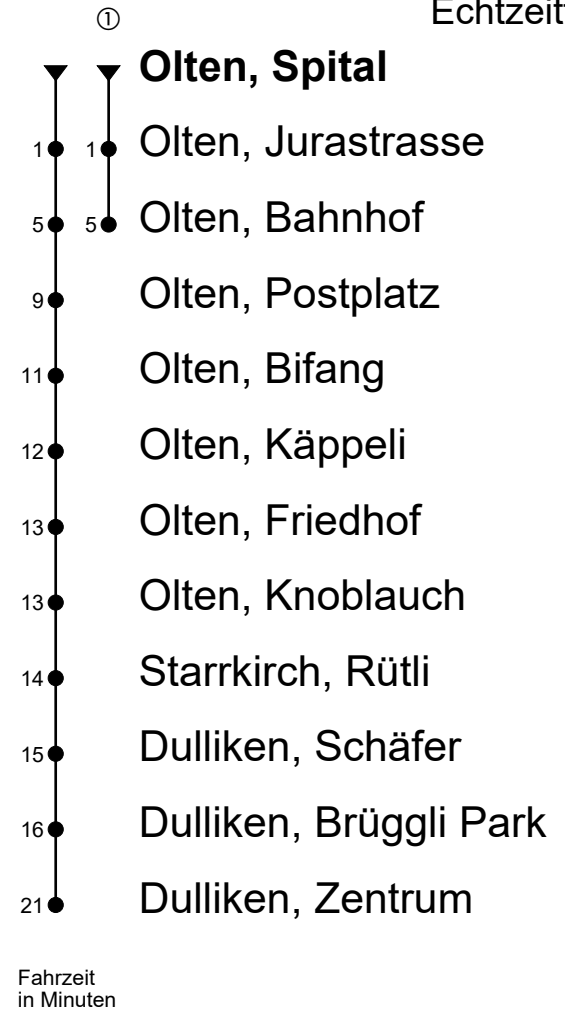 ① Echtzeit
Olten, Spital
1 1 Olten, Jurastrasse
5 5 Olten, Bahnhof
9 Olten, Postplatz
11 Olten, Bifang
12 Olten, Käppeli
13 Olten, Friedhof
13 Olten, Knoblauch
14 Starrkirch, Rütli
15 Dulliken, Schäfer
16 Dulliken, Brüggli Park
21 Dulliken, Zentrum
Fahrzeit
in Minuten